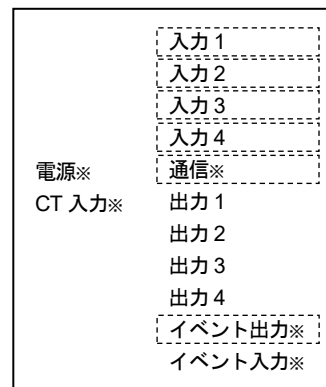 入力 1
入力 2
入力 3
入力 4
電源※
通信※
CT 入力※
出力 1
出力 2
出力 3
出力 4
イベント出力※
イベント入力※